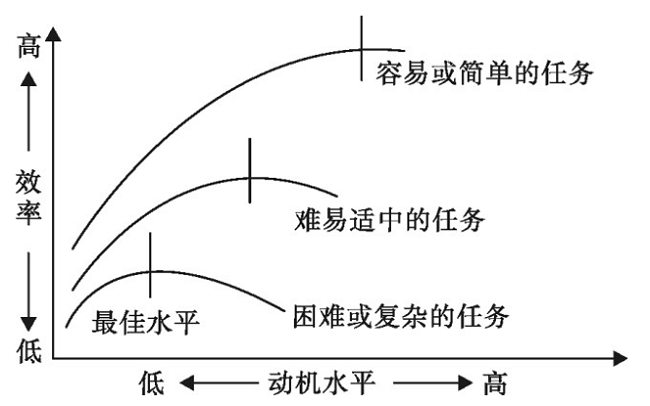 高
容易或简单的任务
效率
难易适中的任务
最佳水平
困难或复杂的任务
低
低 动机水平 高